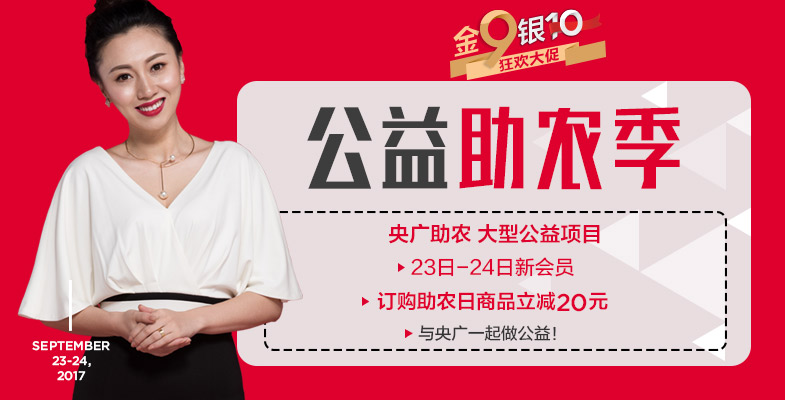 金9银10
狂欢大促
公益助农季
央广助农 大型公益项目
23日-24日新会员
订购助农日商品立减20元
与央广一起做公益!
SEPTEMBER
23-24,
2017